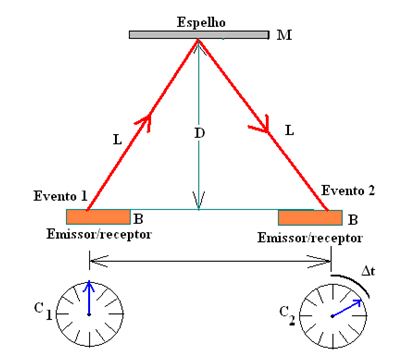 Espelho
M
L
D
L
Evento 1
Evento 2
B
B
Emissor/receptor
Emissor/receptor
Δt
C1
C2